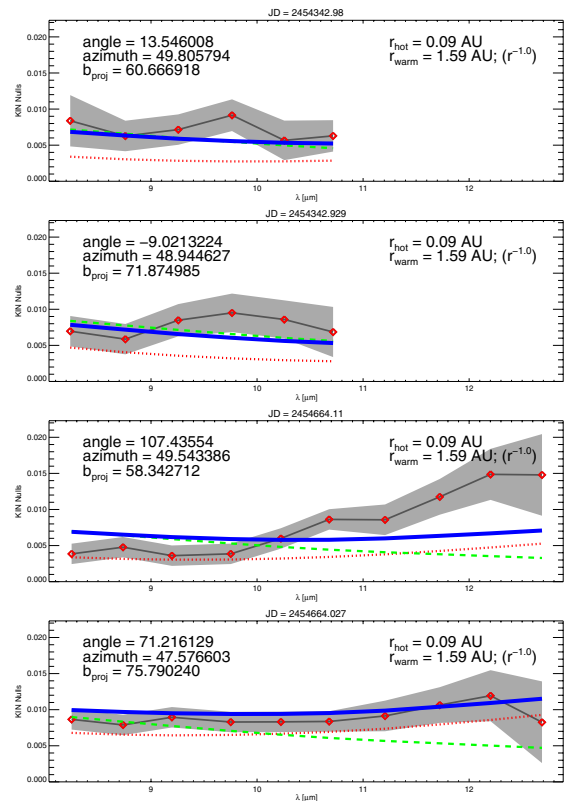 JD = 2454342.98
angle = 13.546008
azimuth = 49.805794
b_proj = 60.666918
r_hot = 0.09 AU
r_warm = 1.59 AU; (r^−1.0)
KIN Nulls
0.020
0.015
0.010
0.005
0.000
9 10 11 12
λ [μm]
JD = 2454342.929
angle = −9.0213224
azimuth = 48.944627
b_proj = 71.874985
r_hot = 0.09 AU
r_warm = 1.59 AU; (r^−1.0)
KIN Nulls
0.020
0.015
0.010
0.005
0.000
9 10 11 12
λ [μm]
JD = 2454664.11
angle = 107.43554
azimuth = 49.543386
b_proj = 58.342712
r_hot = 0.09 AU
r_warm = 1.59 AU; (r^−1.0)
KIN Nulls
0.020
0.015
0.010
0.005
0.000
9 10 11 12
λ [μm]
JD = 2454664.027
angle = 71.216129
azimuth = 47.576603
b_proj = 75.790240
r_hot = 0.09 AU
r_warm = 1.59 AU; (r^−1.0)
KIN Nulls
0.020
0.015
0.010
0.005
0.000
9 10 11 12
λ [μm]